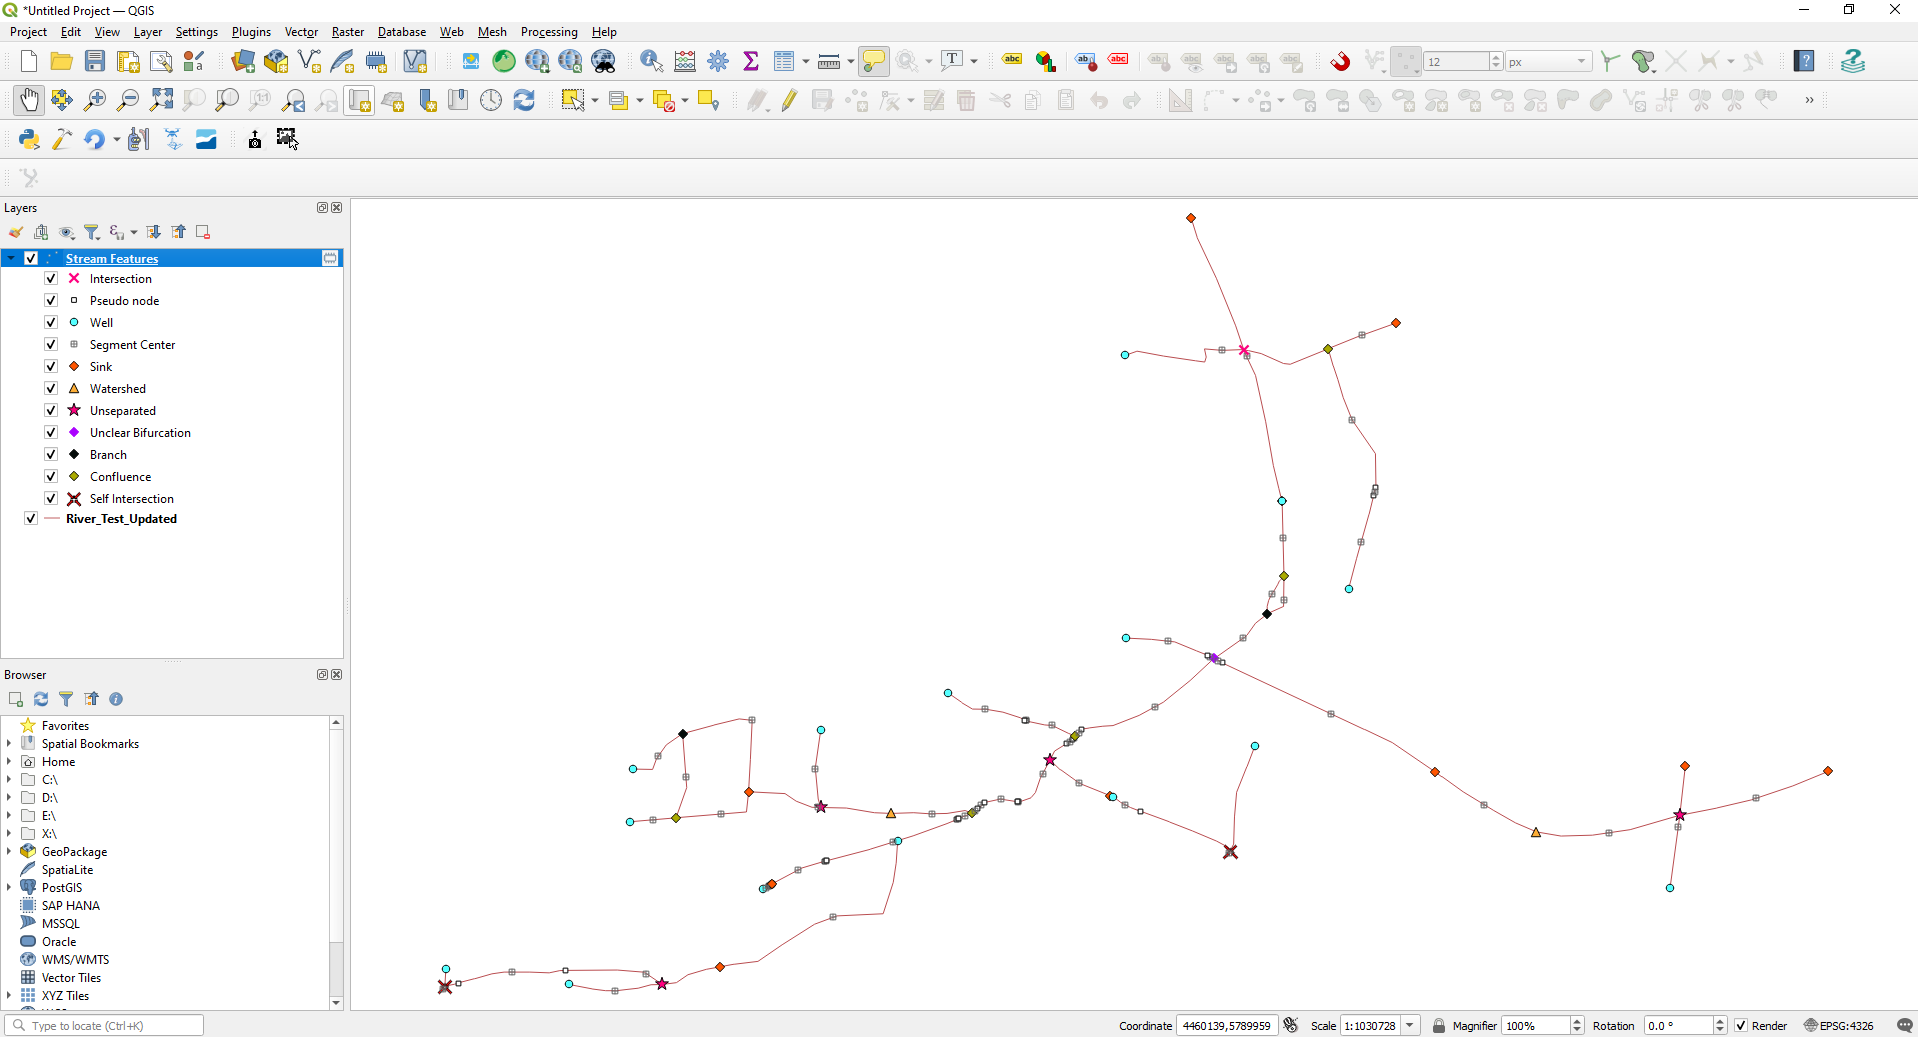 *Untitled Project — QGIS
Project Edit View Layer Settings Plugins Vector Raster Database Web Mesh Processing Help
abc abc abc T 12 px
Layers
Stream Features
Intersection
Pseudo node
Well
Segment Center
Sink
Watershed
Unseparated
Unclear Bifurcation
Branch
Confluence
Self Intersection
River_Test_Updated
Browser
Favorites
Spatial Bookmarks
Home
C:\
D:\
E:\
X:\
GeoPackage
SpatiaLite
PostGIS
SAP HANA
MSSQL
Oracle
WMS/WMTS
Vector Tiles
XYZ Tiles
Type to locate (Ctrl+K) Coordinate 4460139,5789959 Scale 1:1030728 Magnifier 100% Rotation 0.0 ° Render EPSG:4326